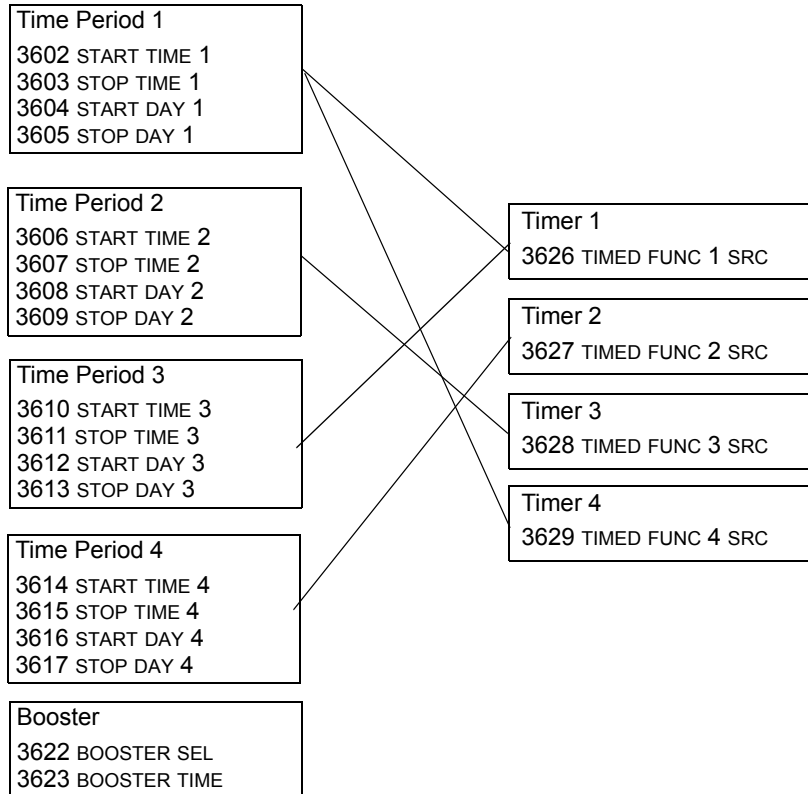 Time Period 1
3602 START TIME 1
3603 STOP TIME 1
3604 START DAY 1
3605 STOP DAY 1
Time Period 2
3606 START TIME 2
3607 STOP TIME 2
3608 START DAY 2
3609 STOP DAY 2
Time Period 3
3610 START TIME 3
3611 STOP TIME 3
3612 START DAY 3
3613 STOP DAY 3
Time Period 4
3614 START TIME 4
3615 STOP TIME 4
3616 START DAY 4
3617 STOP DAY 4
Booster
3622 BOOSTER SEL
3623 BOOSTER TIME
Timer 1
3626 TIMED FUNC 1 SRC
Timer 2
3627 TIMED FUNC 2 SRC
Timer 3
3628 TIMED FUNC 3 SRC
Timer 4
3629 TIMED FUNC 4 SRC